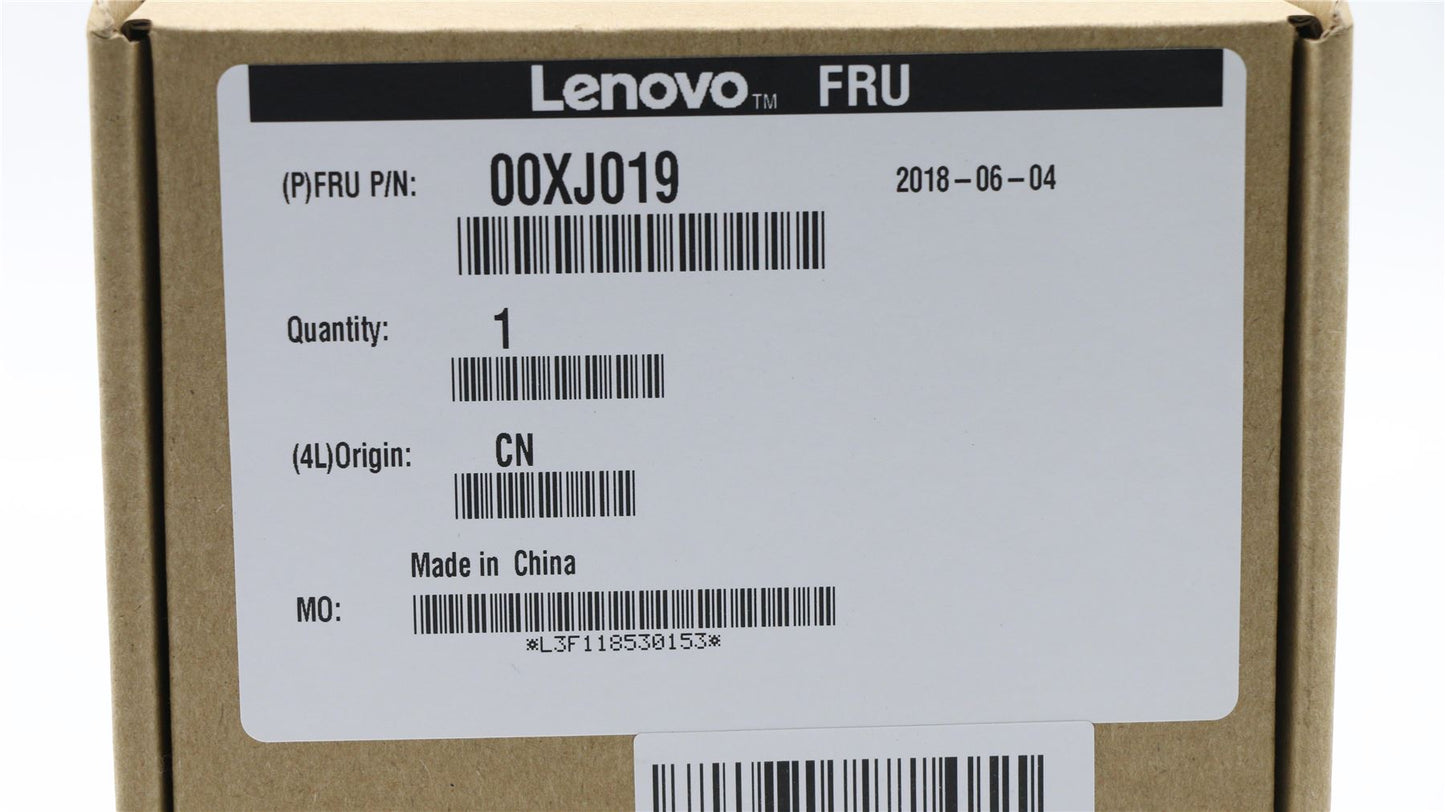 Lenovo™ FRU
(P)FRU P/N: 00XJ019 2018-06-04
Quantity: 1
(4L)Origin: CN
Made in China
MO:
*L3F118530153*